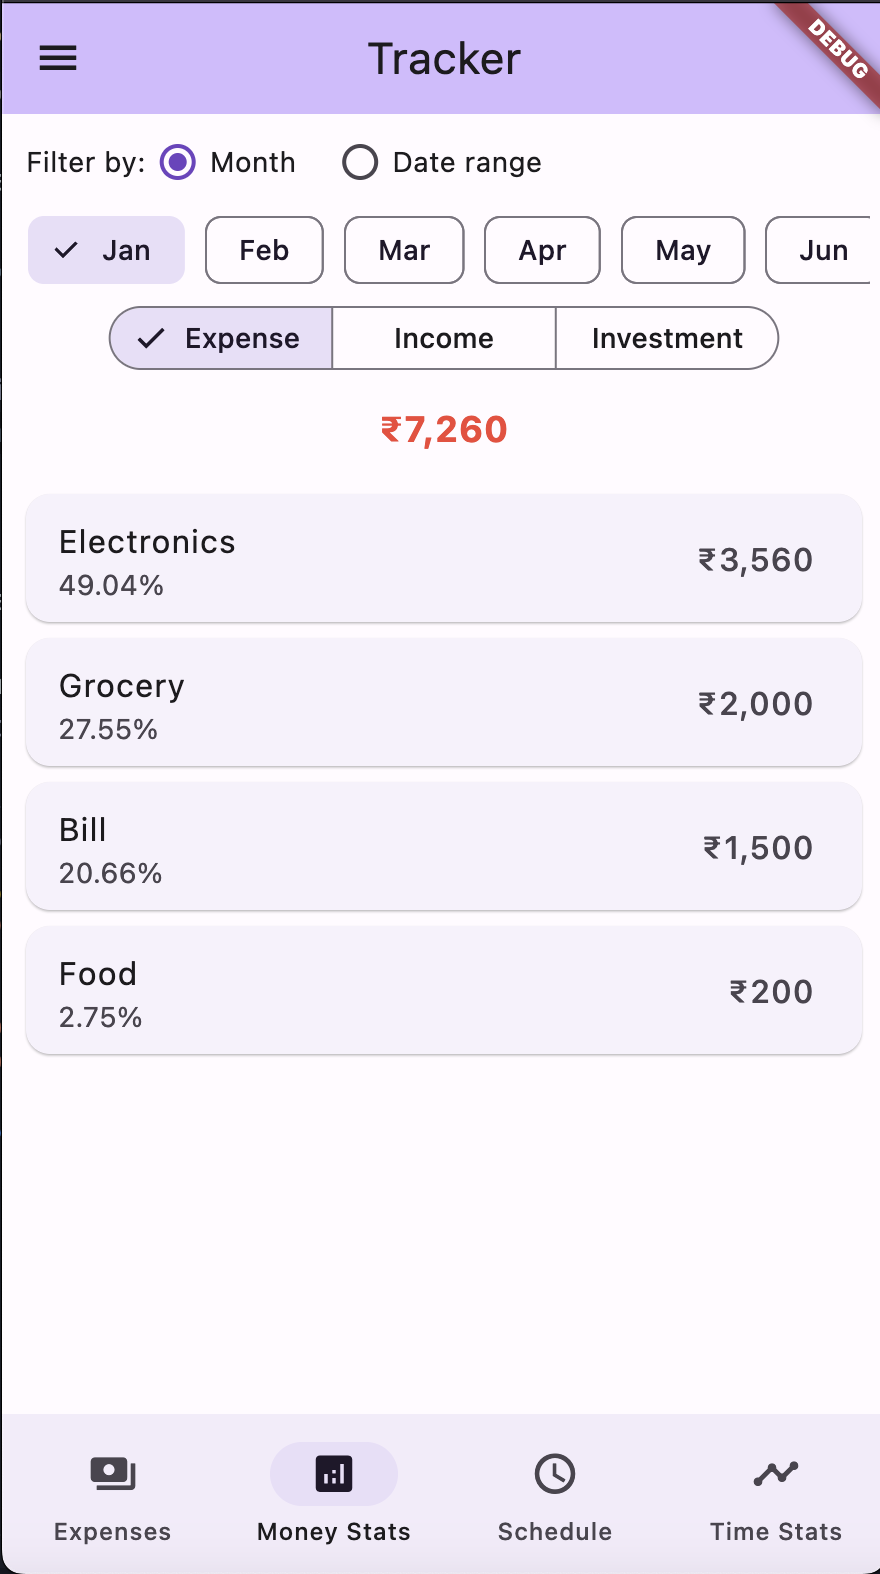 Tracker
DEBUG
Filter by: Month Date range
Jan Feb Mar Apr May Jun
Expense Income Investment
₹7,260
Electronics
49.04%
₹3,560
Grocery
27.55%
₹2,000
Bill
20.66%
₹1,500
Food
2.75%
₹200
Expenses Money Stats Schedule Time Stats